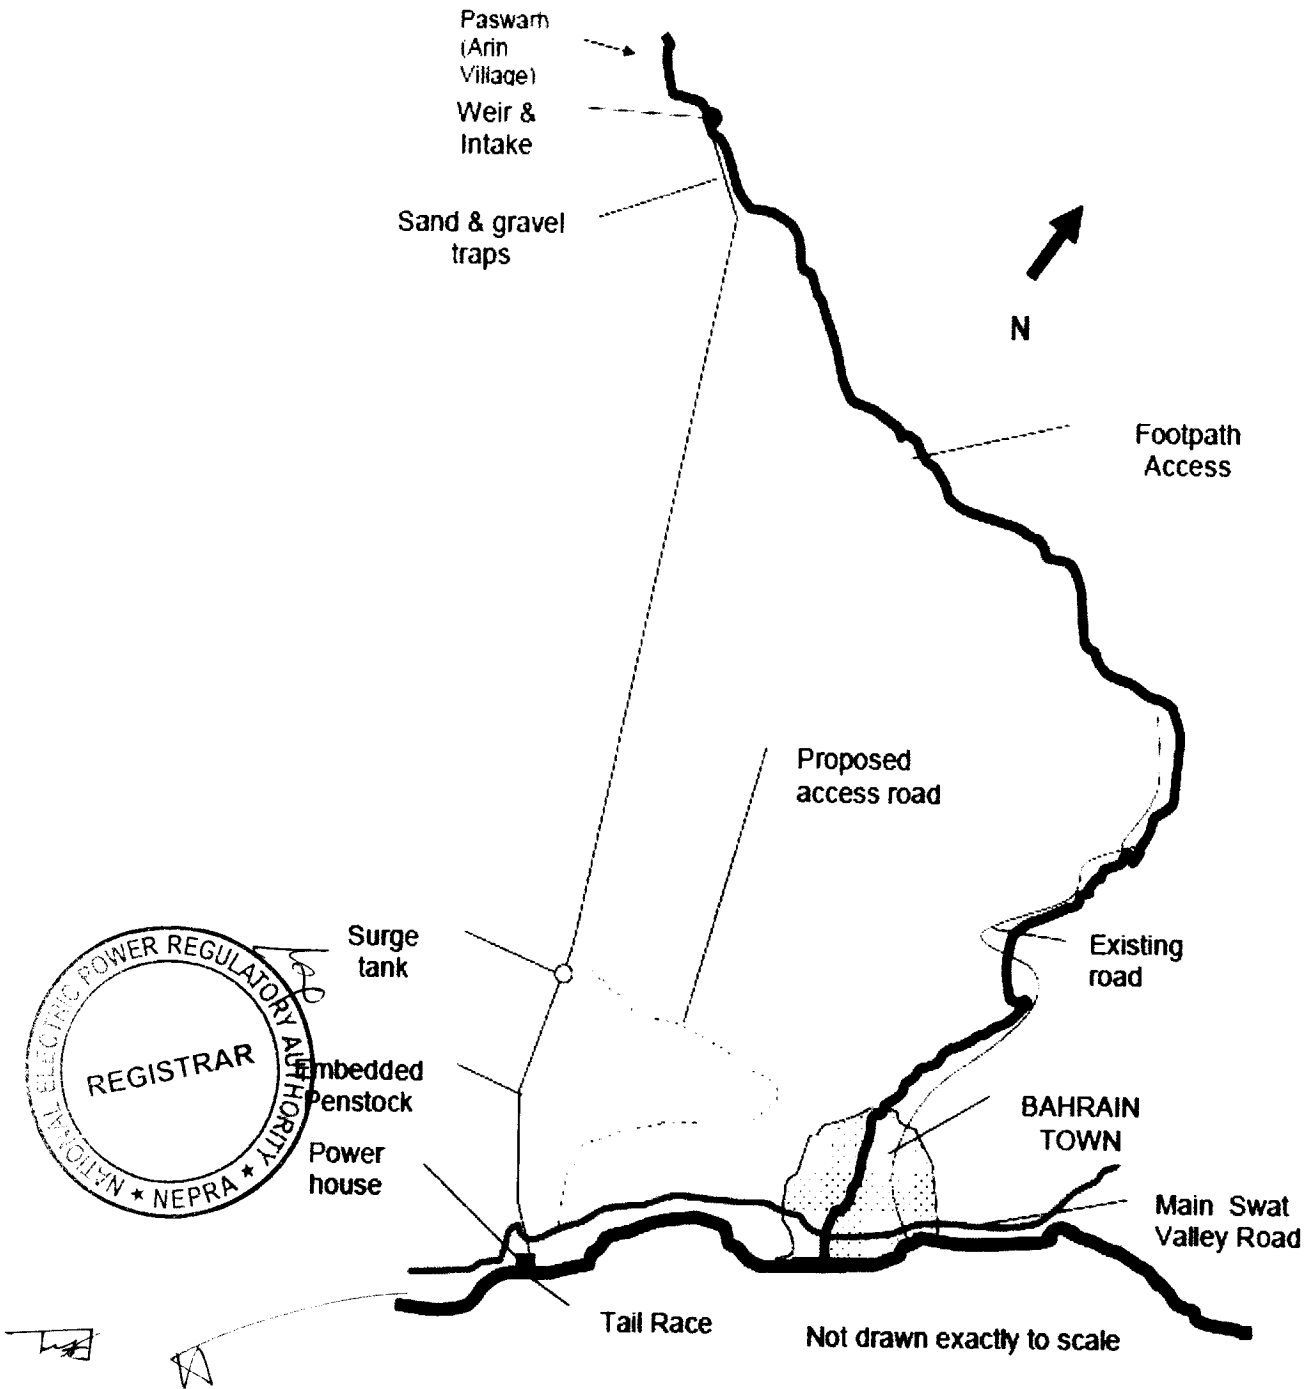 Paswam
(Arin
Village)
Weir &
Intake
Sand & gravel
traps
N
Footpath
Access
Proposed
access road
Surge
tank
Existing
road
NATIONAL ELECTRIC POWER REGULATORY AUTHORITY
REGISTRAR
★ NEPRA ★
Embedded
Penstock
BAHRAIN
TOWN
Power
house
Main Swat
Valley Road
Tail Race
Not drawn exactly to scale